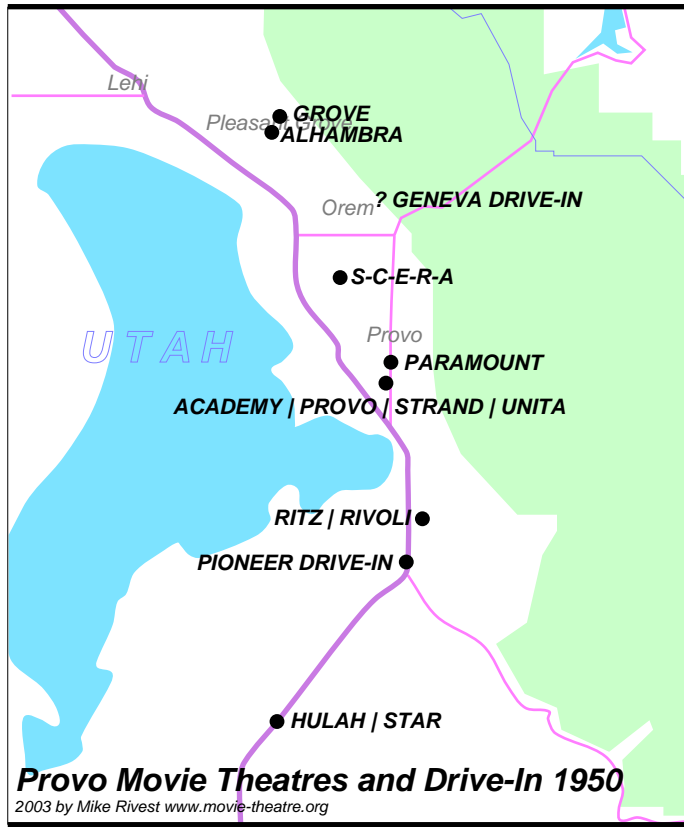 Lehi
GROVE
Pleasant Grove
ALHAMBRA
? GENEVA DRIVE-IN
Orem
S-C-E-R-A
UTAH
Provo
PARAMOUNT
ACADEMY | PROVO | STRAND | UNITA
RITZ | RIVOLI
PIONEER DRIVE-IN
HULAH | STAR
Provo Movie Theatres and Drive-In 1950
2003 by Mike Rivest www.movie-theatre.org